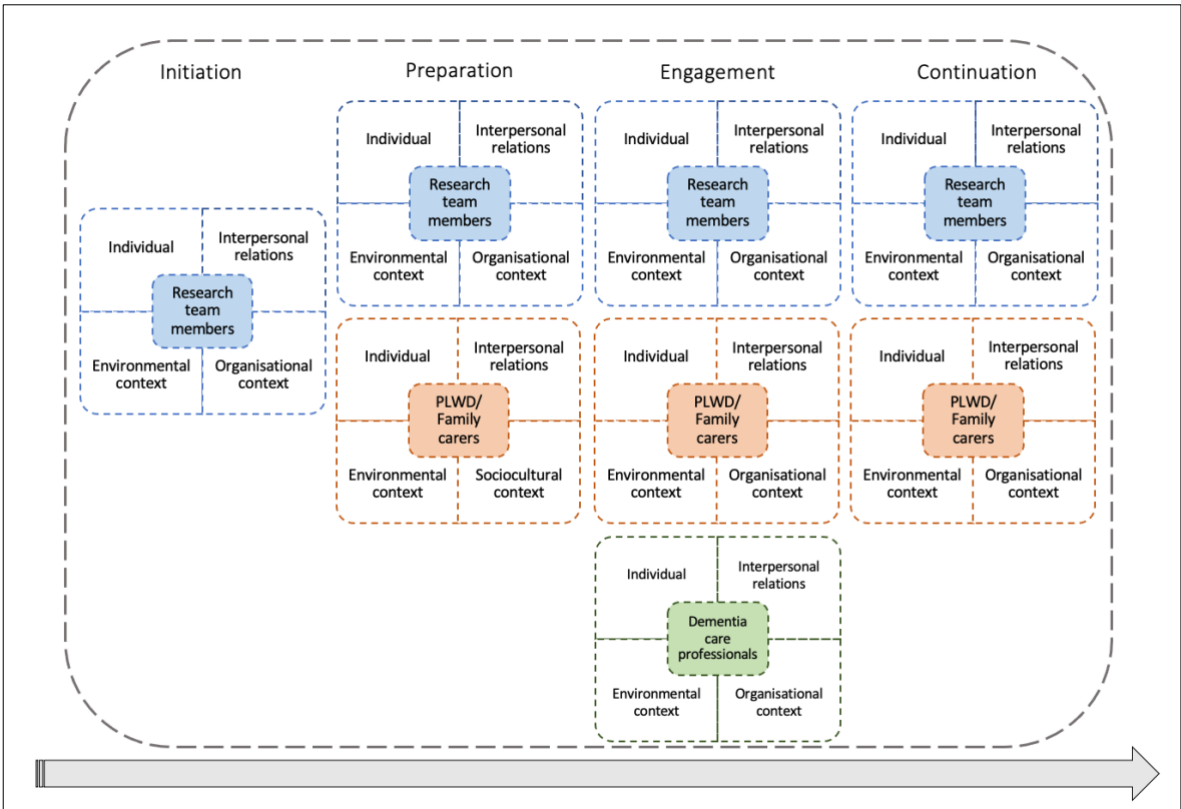 Initiation
Preparation
Engagement
Continuation
Individual
Interpersonal
relations
Research
team
members
Environmental
context
Organisational
context
Individual
Interpersonal
relations
Research
team
members
Environmental
context
Organisational
context
Individual
Interpersonal
relations
PLWD/
Family
carers
Environmental
context
Sociocultural
context
Individual
Interpersonal
relations
Research
team
members
Environmental
context
Organisational
context
Individual
Interpersonal
relations
PLWD/
Family
carers
Environmental
context
Organisational
context
Individual
Interpersonal
relations
Dementia
care
professionals
Environmental
context
Organisational
context
Individual
Interpersonal
relations
Research
team
members
Environmental
context
Organisational
context
Individual
Interpersonal
relations
PLWD/
Family
carers
Environmental
context
Organisational
context